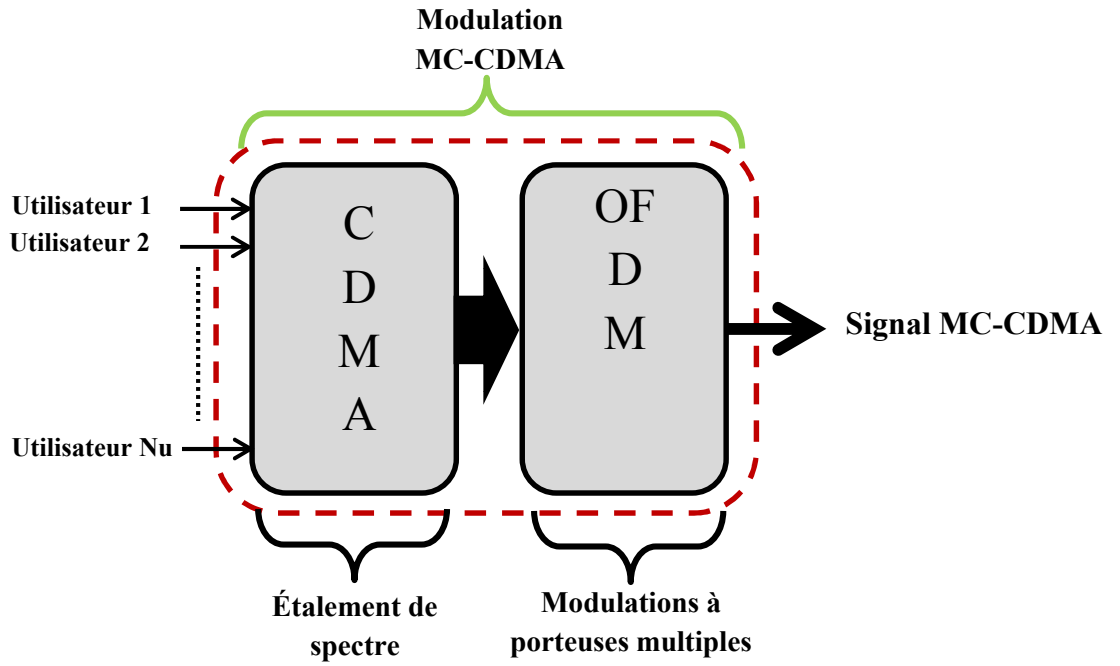 Modulation
MC-CDMA
Utilisateur 1
Utilisateur 2
Utilisateur Nu
C
D
M
A
OF
D
M
Signal MC-CDMA
Étalement de
spectre
Modulations à
porteuses multiples